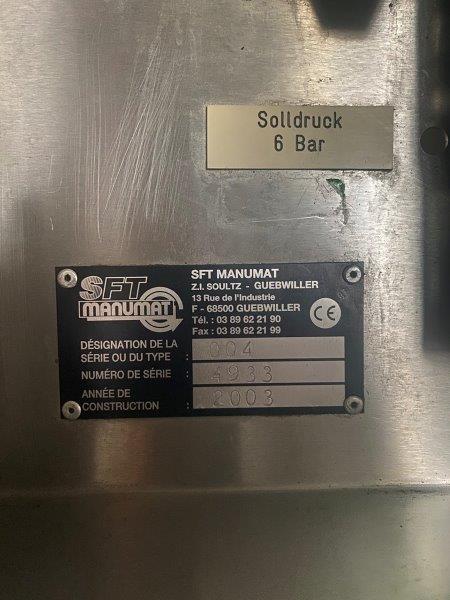 Solldruck
6 Bar
SFT
MANUMAT
SFT MANUMAT
Z.I. SOULTZ - GUEBWILLER
13 Rue de l'Industrie
F - 68500 GUEBWILLER
Tél. : 03 89 62 21 90
Fax : 03 89 62 21 99
CE
DÉSIGNATION DE LA
SÉRIE OU DU TYPE : 004
NUMÉRO DE SÉRIE : 4933
ANNÉE DE
CONSTRUCTION : 2003